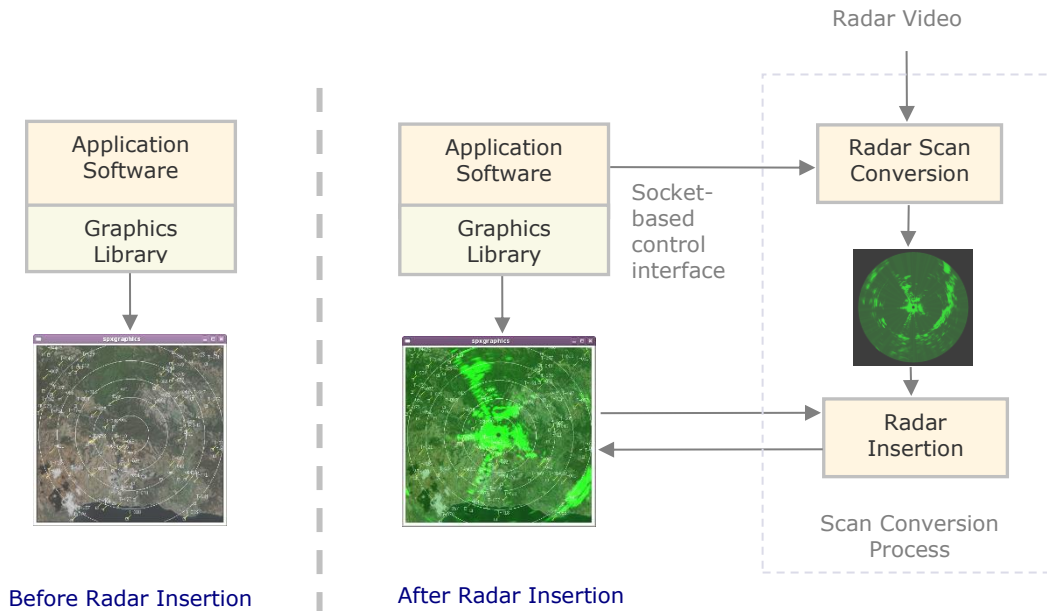 Radar Video
Application
Software
Graphics
Library
spxgraphics
Before Radar Insertion
Application
Software
Graphics
Library
Socket-
based
control
interface
spxgraphics
After Radar Insertion
Radar Scan
Conversion
Radar
Insertion
Scan Conversion
Process